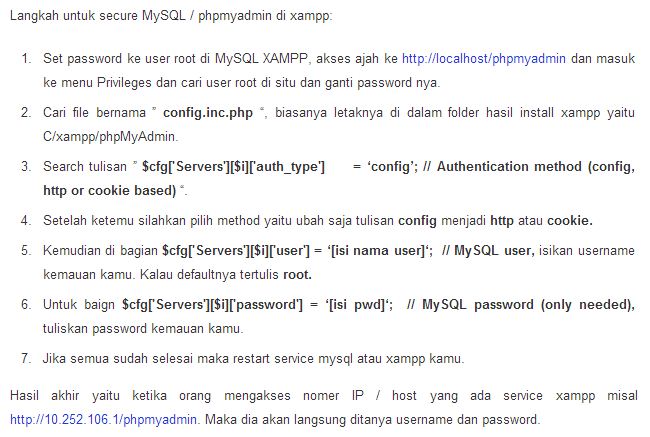 Langkah untuk secure MySQL / phpmyadmin di xampp:
1. Set password ke user root di MySQL XAMPP, akses ajah ke http://localhost/phpmyadmin dan masuk
ke menu Privileges dan cari user root di situ dan ganti password nya.
2. Cari file bernama ” config.inc.php “, biasanya letaknya di dalam folder hasil install xampp yaitu
C/xampp/phpMyAdmin.
3. Search tulisan ” $cfg['Servers'][$i]['auth_type'] = ‘config’; // Authentication method (config,
http or cookie based) “.
4. Setelah ketemu silahkan pilih method yaitu ubah saja tulisan config menjadi http atau cookie.
5. Kemudian di bagian $cfg['Servers'][$i]['user'] = ‘[isi nama user]‘; // MySQL user, isikan username
kemauan kamu. Kalau defaultnya tertulis root.
6. Untuk baign $cfg['Servers'][$i]['password'] = ‘[isi pwd]‘; // MySQL password (only needed),
tuliskan password kemauan kamu.
7. Jika semua sudah selesai maka restart service mysql atau xampp kamu.
Hasil akhir yaitu ketika orang mengakses nomer IP / host yang ada service xampp misal
http://10.252.106.1/phpmyadmin. Maka dia akan langsung ditanya username dan password.